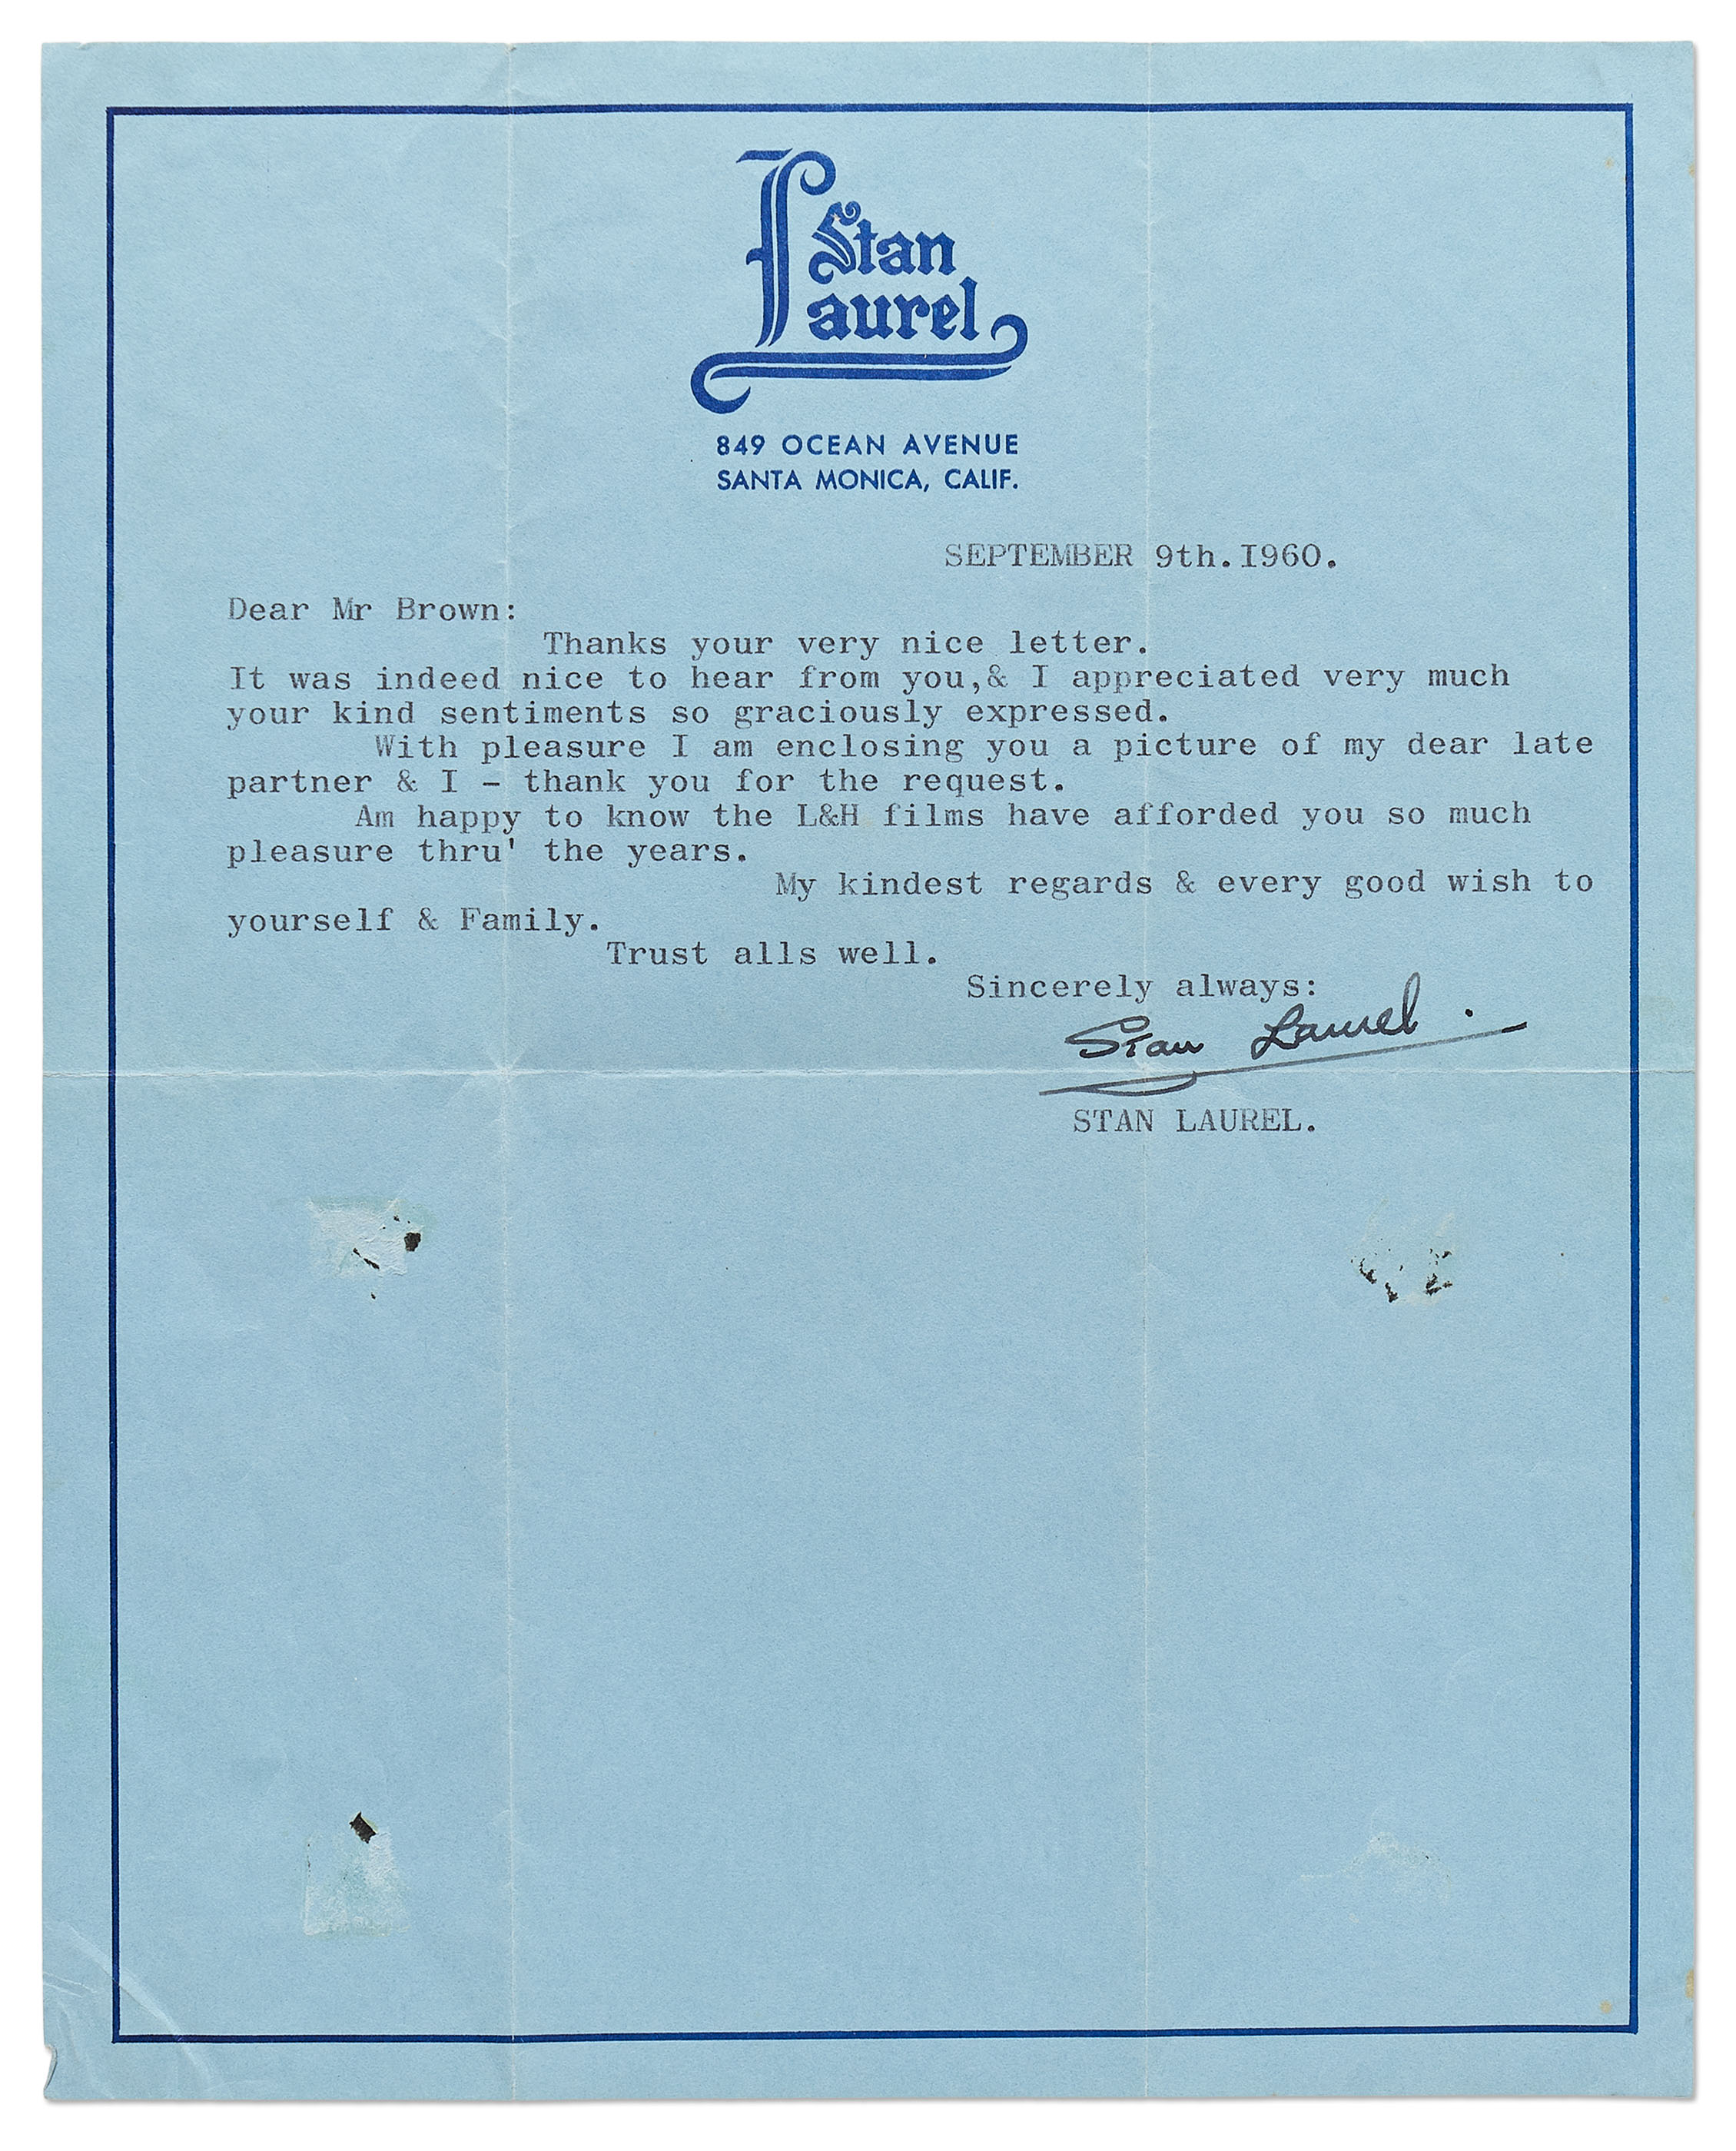 Stan
Laurel
849 OCEAN AVENUE
SANTA MONICA, CALIF.
SEPTEMBER 9th.I960.
Dear Mr Brown:
Thanks your very nice letter.
It was indeed nice to hear from you,& I appreciated very much
your kind sentiments so graciously expressed.
With pleasure I am enclosing you a picture of my dear late
partner & I - thank you for the request.
Am happy to know the L&H films have afforded you so much
pleasure thru' the years.
My kindest regards & every good wish to
yourself & Family.
Trust alls well.
Sincerely always:
Stan Laurel.
STAN LAUREL.